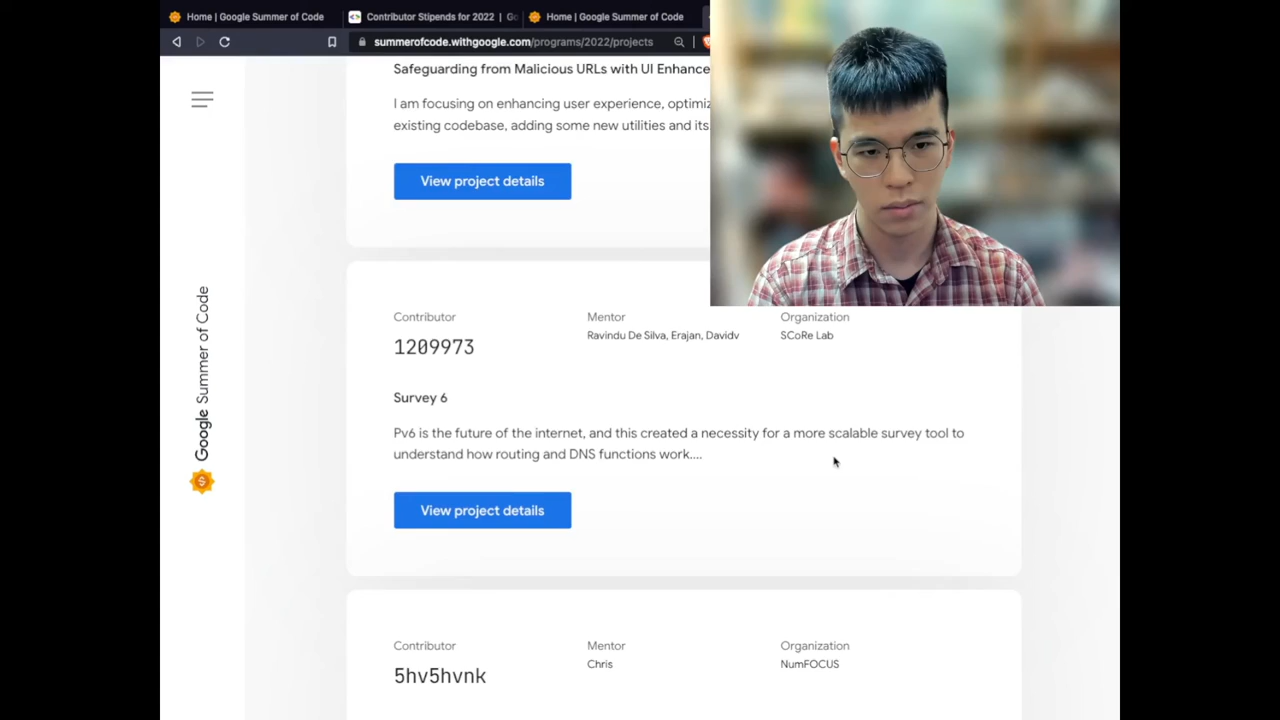 Home | Google Summer of Code
Contributor Stipends for 2022 | Go
Home | Google Summer of Code
summerofcode.withgoogle.com/programs/2022/projects
Safeguarding from Malicious URLs with UI Enhance
I am focusing on enhancing user experience, optimiz
existing codebase, adding some new utilities and its
View project details
Google Summer of Code
Contributor
Mentor
Organization
1209973
Ravindu De Silva, Erajan, Davidv
SCoRe Lab
Survey 6
Pv6 is the future of the internet, and this created a necessity for a more scalable survey tool to
understand how routing and DNS functions work....
View project details
Contributor
Mentor
Organization
5hv5hvnk
Chris
NumFOCUS